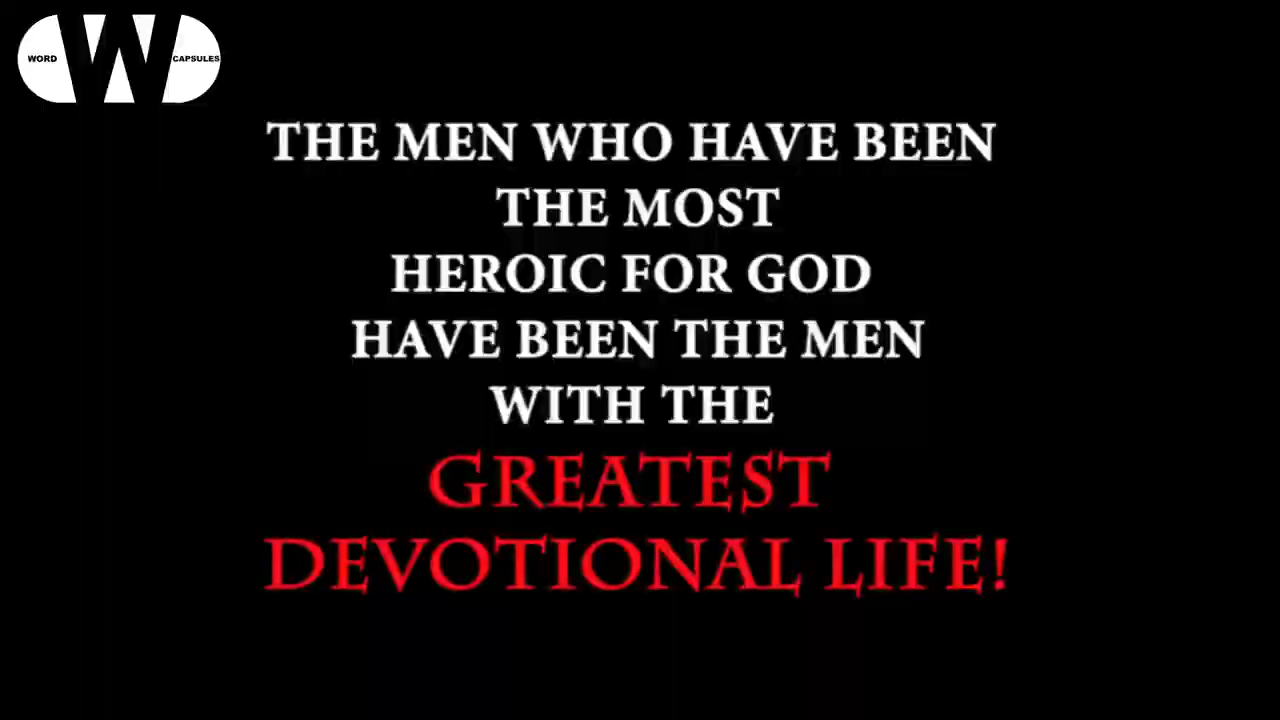 WORD W CAPSULES
THE MEN WHO HAVE BEEN
THE MOST
HEROIC FOR GOD
HAVE BEEN THE MEN
WITH THE
GREATEST
DEVOTIONAL LIFE!